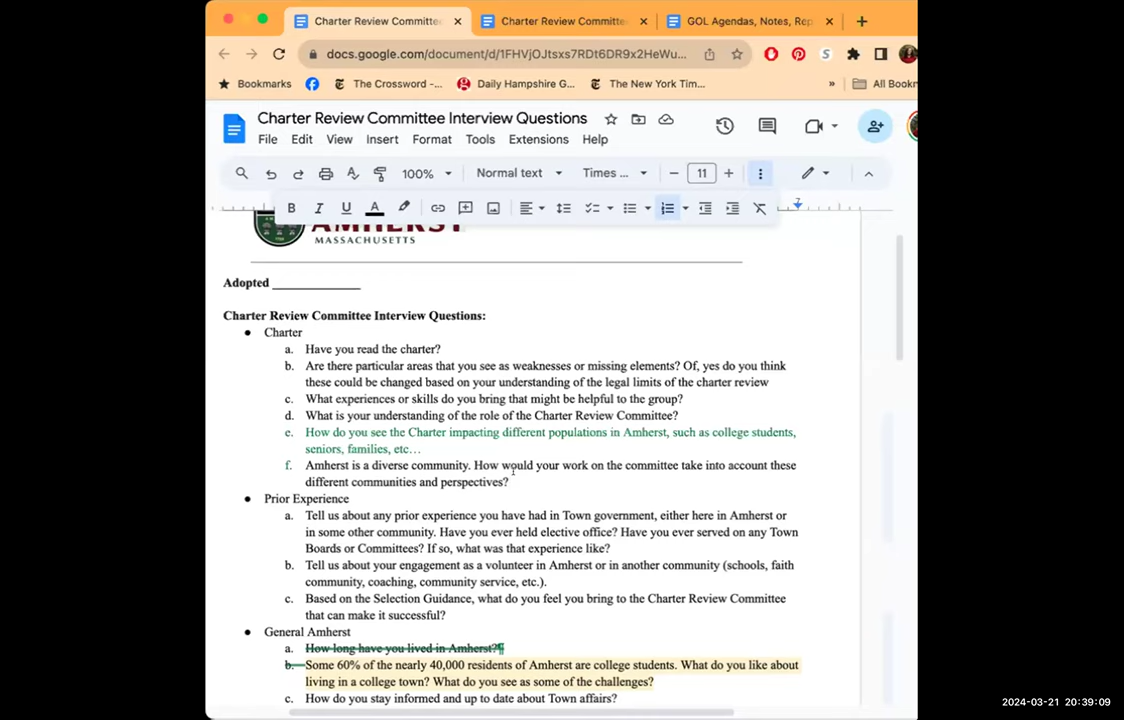 Charter Review Committee
Charter Review Committe
GOL Agendas, Notes, Rep
docs.google.com/document/d/1FHVjOJtsxs7RDt6DR9x2HeWu...
Bookmarks
The Crossword -...
Daily Hampshire G...
The New York Tim...
»
All Bookn
Charter Review Committee Interview Questions
File Edit View Insert Format Tools Extensions Help
100% Normal text Times ... 11
B I U A
AMHERST
MASSACHUSETTS
Adopted ____________
Charter Review Committee Interview Questions:
● Charter
a. Have you read the charter?
b. Are there particular areas that you see as weaknesses or missing elements? Of, yes do you think
these could be changed based on your understanding of the legal limits of the charter review
c. What experiences or skills do you bring that might be helpful to the group?
d. What is your understanding of the role of the Charter Review Committee?
e. How do you see the Charter impacting different populations in Amherst, such as college students,
seniors, families, etc…
f. Amherst is a diverse community. How would your work on the committee take into account these
different communities and perspectives?
● Prior Experience
a. Tell us about any prior experience you have had in Town government, either here in Amherst or
in some other community. Have you ever held elective office? Have you ever served on any Town
Boards or Committees? If so, what was that experience like?
b. Tell us about your engagement as a volunteer in Amherst or in another community (schools, faith
community, coaching, community service, etc.).
c. Based on the Selection Guidance, what do you feel you bring to the Charter Review Committee
that can make it successful?
● General Amherst
a. How long have you lived in Amherst?¶
b. Some 60% of the nearly 40,000 residents of Amherst are college students. What do you like about
living in a college town? What do you see as some of the challenges?
c. How do you stay informed and up to date about Town affairs?
2024-03-21 20:39:09